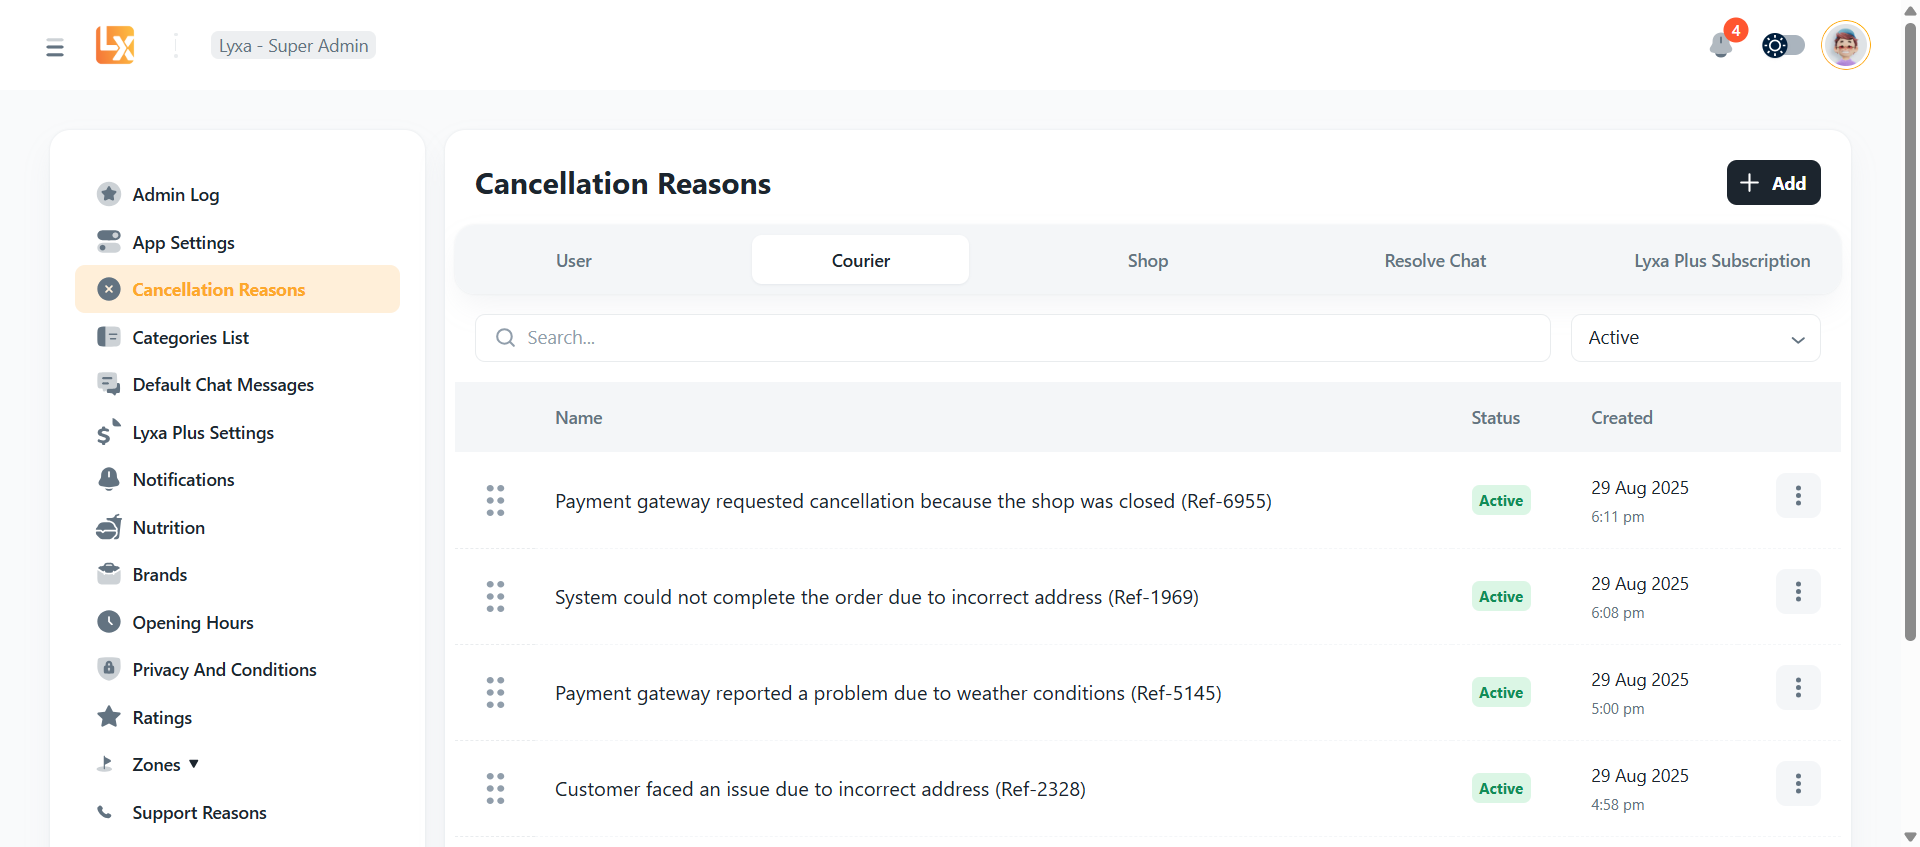 LX
Lyxa - Super Admin
4
Admin Log
App Settings
Cancellation Reasons
Categories List
Default Chat Messages
Lyxa Plus Settings
Notifications
Nutrition
Brands
Opening Hours
Privacy And Conditions
Ratings
Zones
Support Reasons
Cancellation Reasons
Add
User
Courier
Shop
Resolve Chat
Lyxa Plus Subscription
Search...
Active
Name
Status
Created
Payment gateway requested cancellation because the shop was closed (Ref-6955)
Active
29 Aug 2025
6:11 pm
System could not complete the order due to incorrect address (Ref-1969)
Active
29 Aug 2025
6:08 pm
Payment gateway reported a problem due to weather conditions (Ref-5145)
Active
29 Aug 2025
5:00 pm
Customer faced an issue due to incorrect address (Ref-2328)
Active
29 Aug 2025
4:58 pm